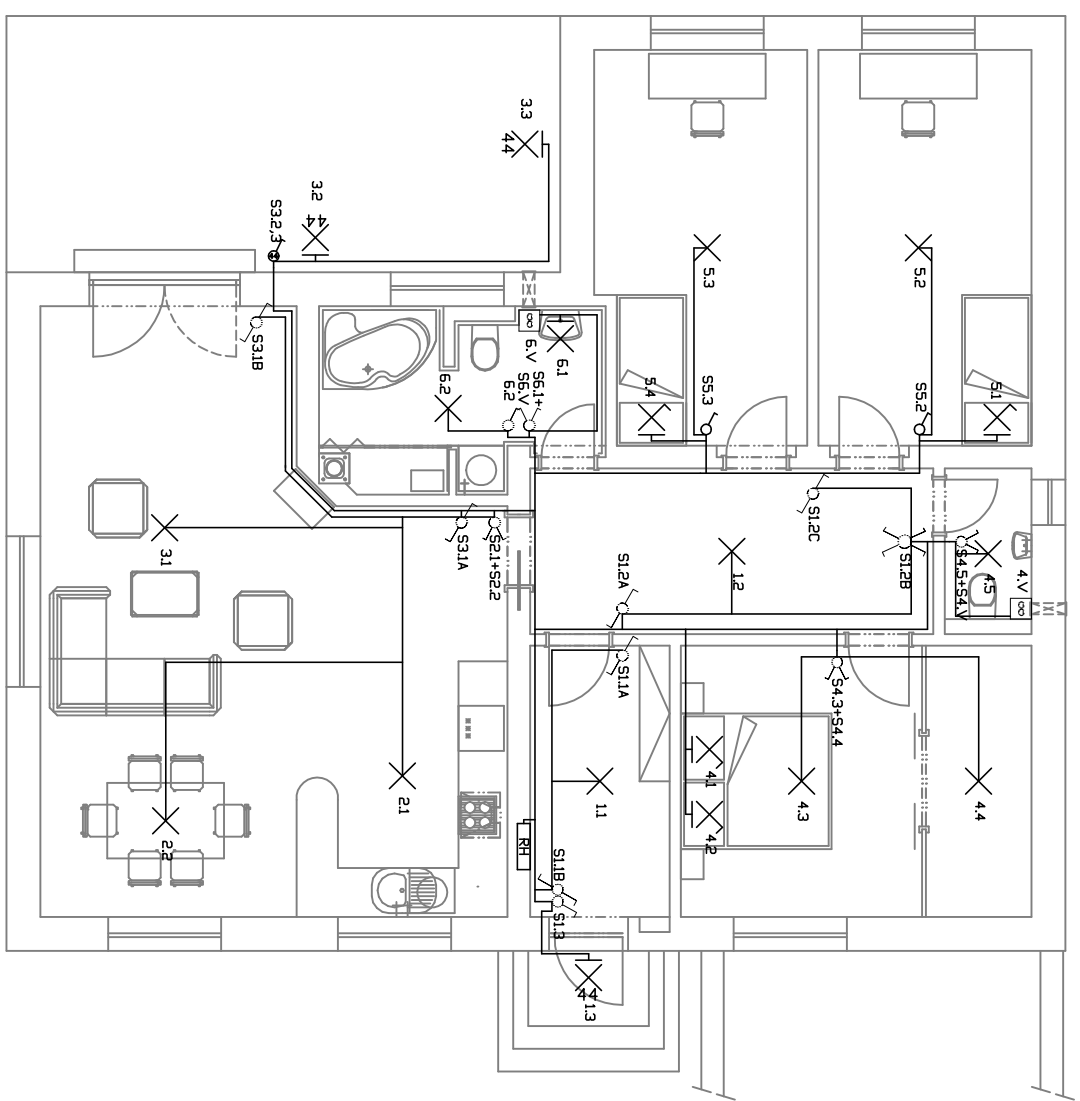 3.3
44
3.2
44
S3.2,3
S3.1B
5.3
5.2
5.4
S5.3
S5.2
5.1
6.V
6.1
6.2
6.2
S6.V
S6.1+
S3.1A
S2.1+S2.2
S1.2C
S1.2A
1.2
S1.2B
S4.5+S4.V
4.5
4.V
3.1
S1.1A
S4.3+S4.4
4.1
4.2
4.3
4.4
2.1
2.2
1.1
RH
S1.1B
S1.3
44
1.3